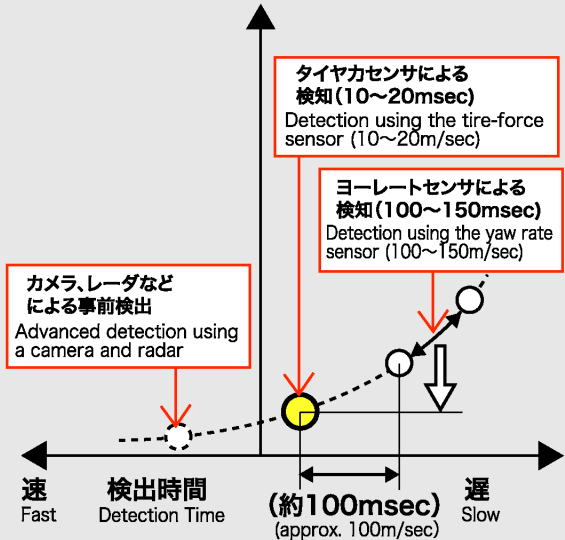 タイヤ力センサによる
検知（10～20msec）
Detection using the tire-force
sensor (10～20m/sec)
ヨーレートセンサによる
検知（100～150msec）
Detection using the yaw rate
sensor (100～150m/sec)
カメラ、レーダなど
による事前検出
Advanced detection using
a camera and radar
速
Fast
検出時間
Detection Time
（約100msec）
(approx. 100m/sec)
遅
Slow